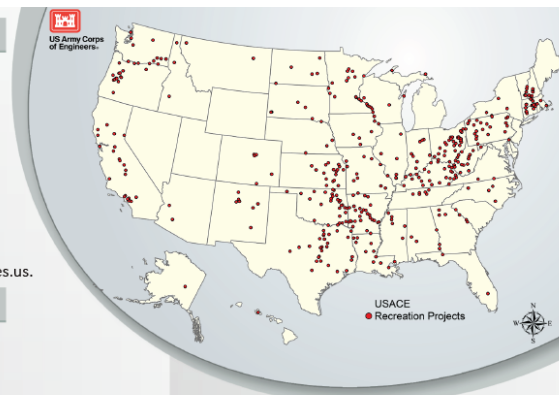 US Army Corps
of Engineers®
es.us.
USACE
Recreation Projects
N
W
E
S